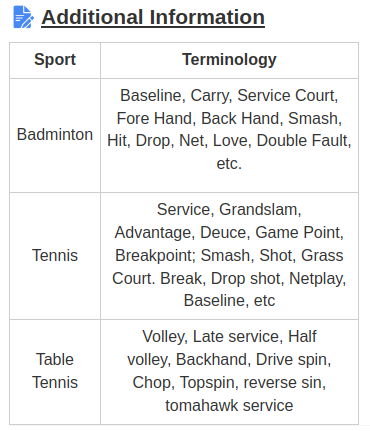 Additional Information
Sport Terminology
Baseline, Carry, Service Court,
Fore Hand, Back Hand, Smash,
Badminton
Hit, Drop, Net, Love, Double Fault,
etc.
Service, Grandslam,
Advantage, Deuce, Game Point,
Tennis
Breakpoint; Smash, Shot, Grass
Court. Break, Drop shot, Netplay,
Baseline, etc
Table
Tennis
Volley, Late service, Half
volley, Backhand, Drive spin,
Chop, Topspin, reverse sin,
tomahawk service